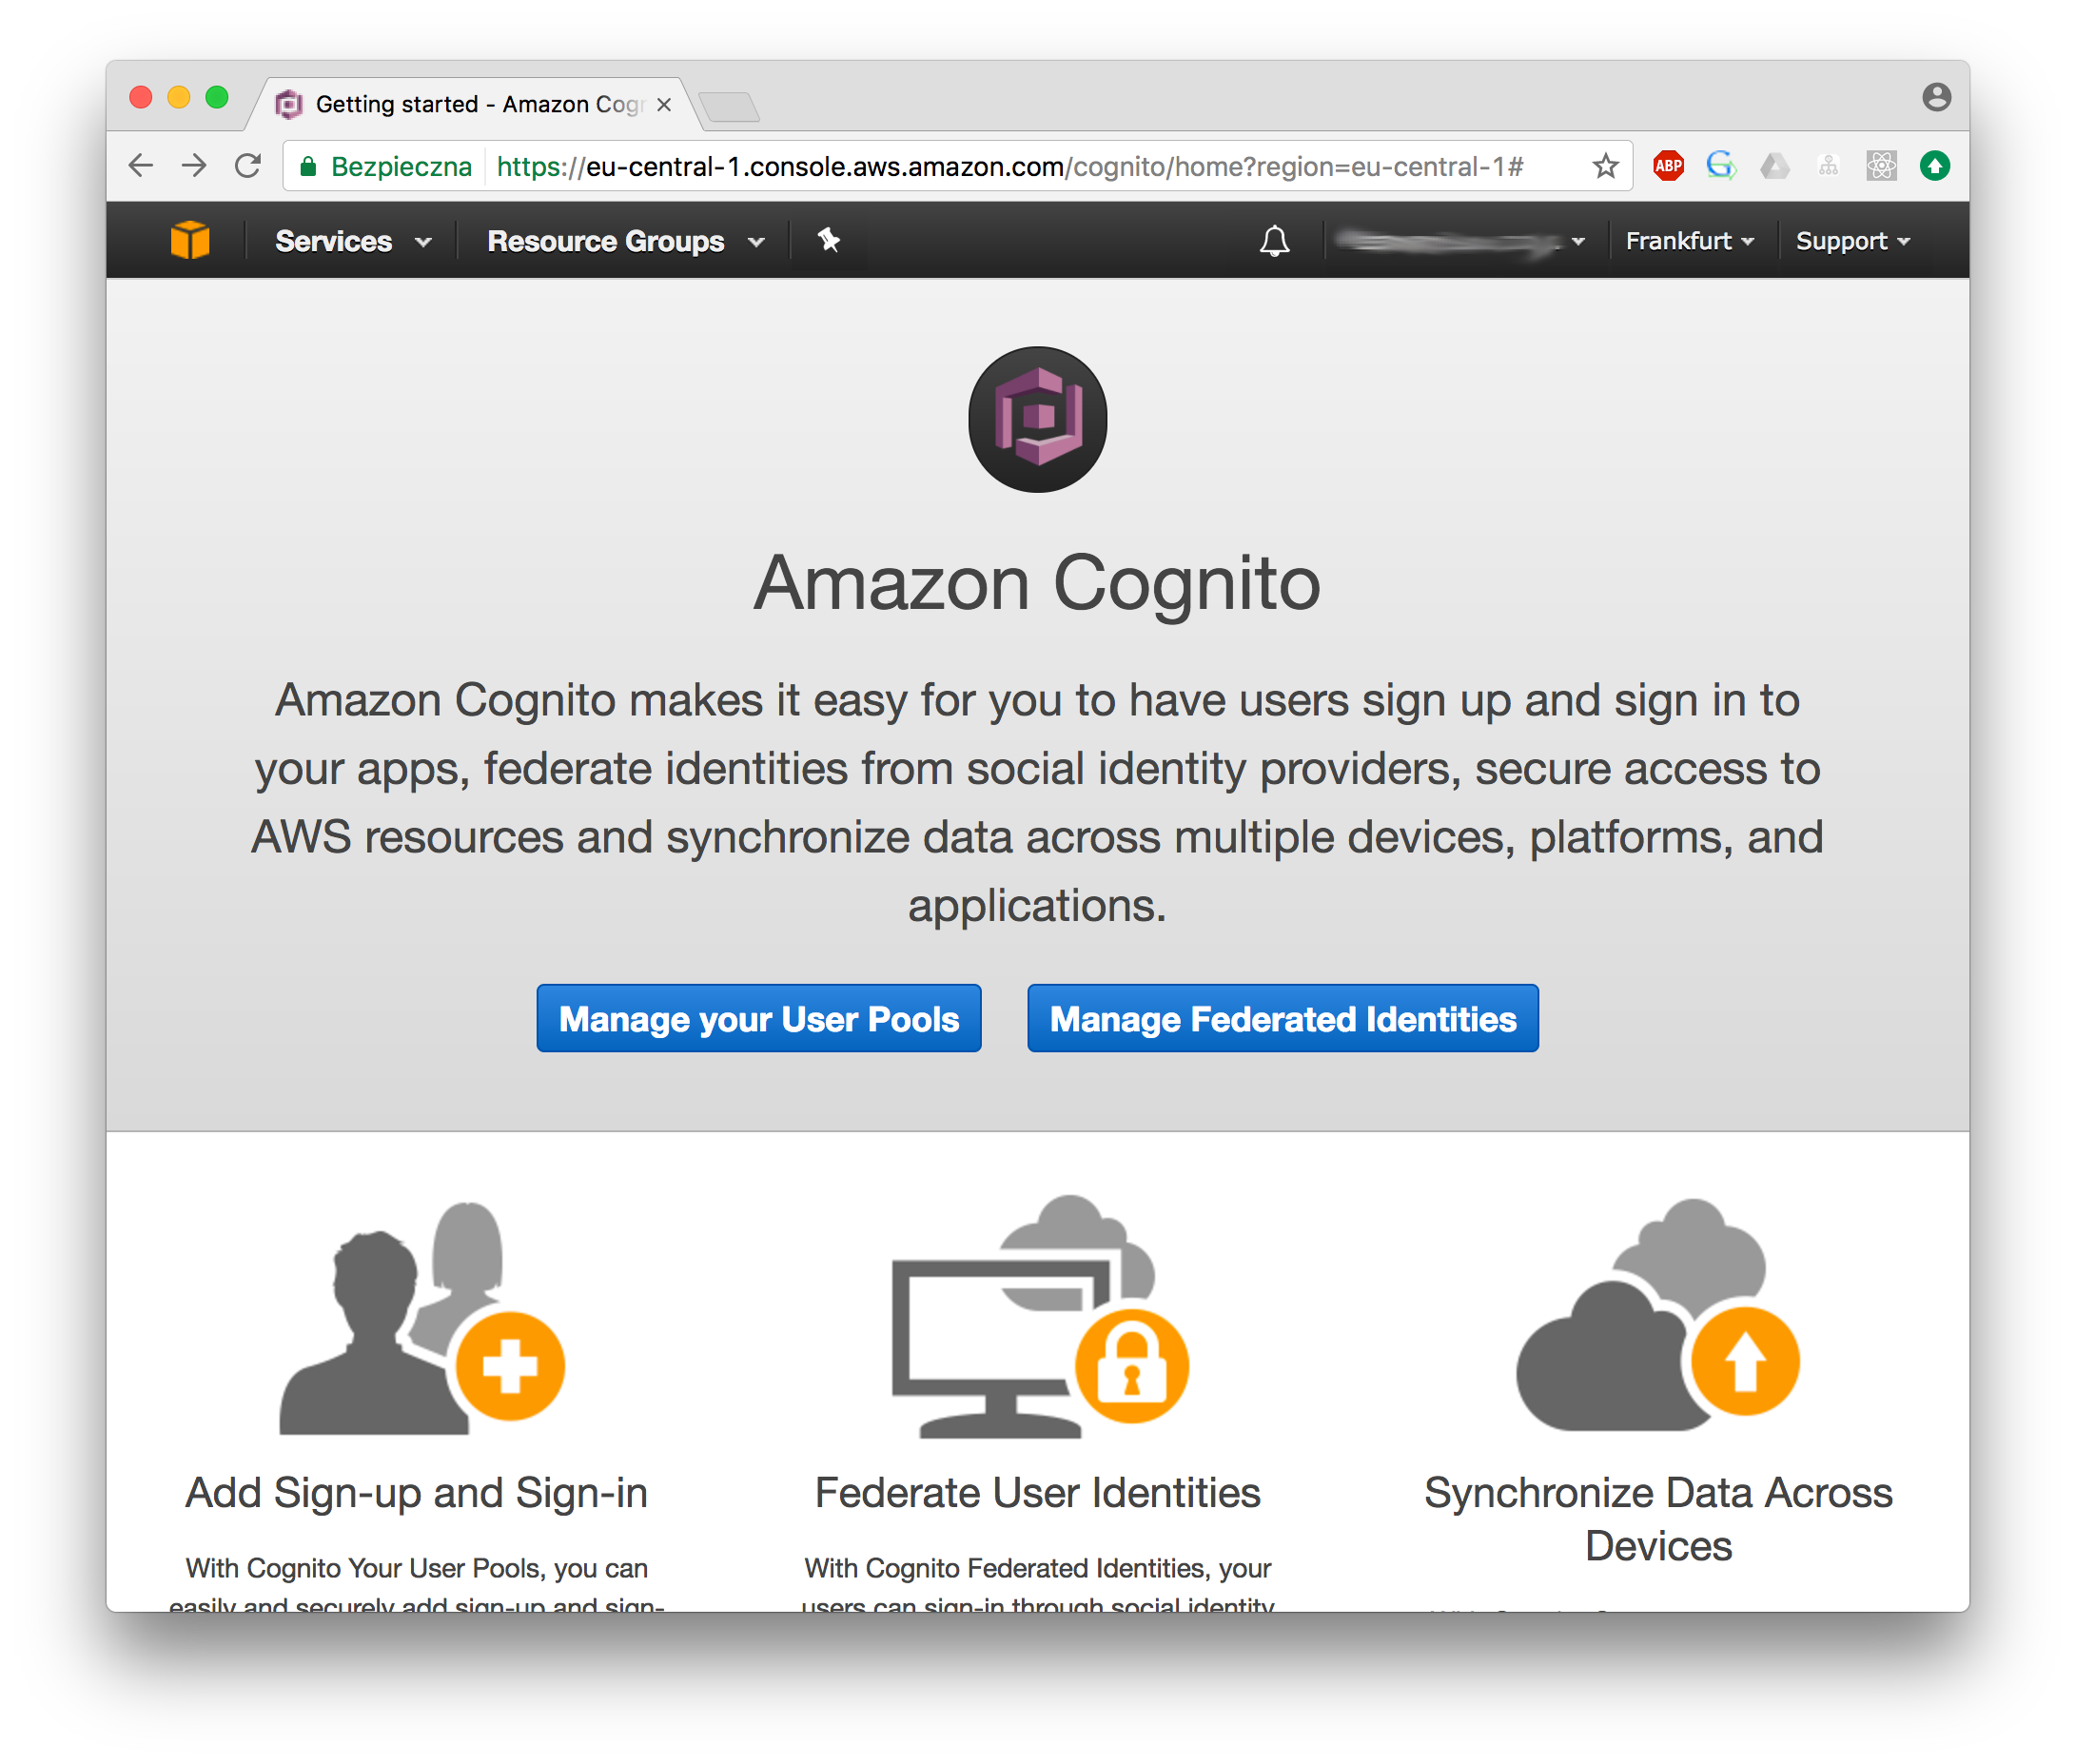 Getting started - Amazon Cogn
Bezpieczna https://eu-central-1.console.aws.amazon.com/cognito/home?region=eu-central-1#
ABP
Services Resource Groups Frankfurt Support
Amazon Cognito
Amazon Cognito makes it easy for you to have users sign up and sign in to
your apps, federate identities from social identity providers, secure access to
AWS resources and synchronize data across multiple devices, platforms, and
applications.
Manage your User Pools Manage Federated Identities
Add Sign-up and Sign-in
With Cognito Your User Pools, you can
easily and securely add sign-up and sign-
Federate User Identities
With Cognito Federated Identities, your
users can sign-in through social identity
Synchronize Data Across
Devices